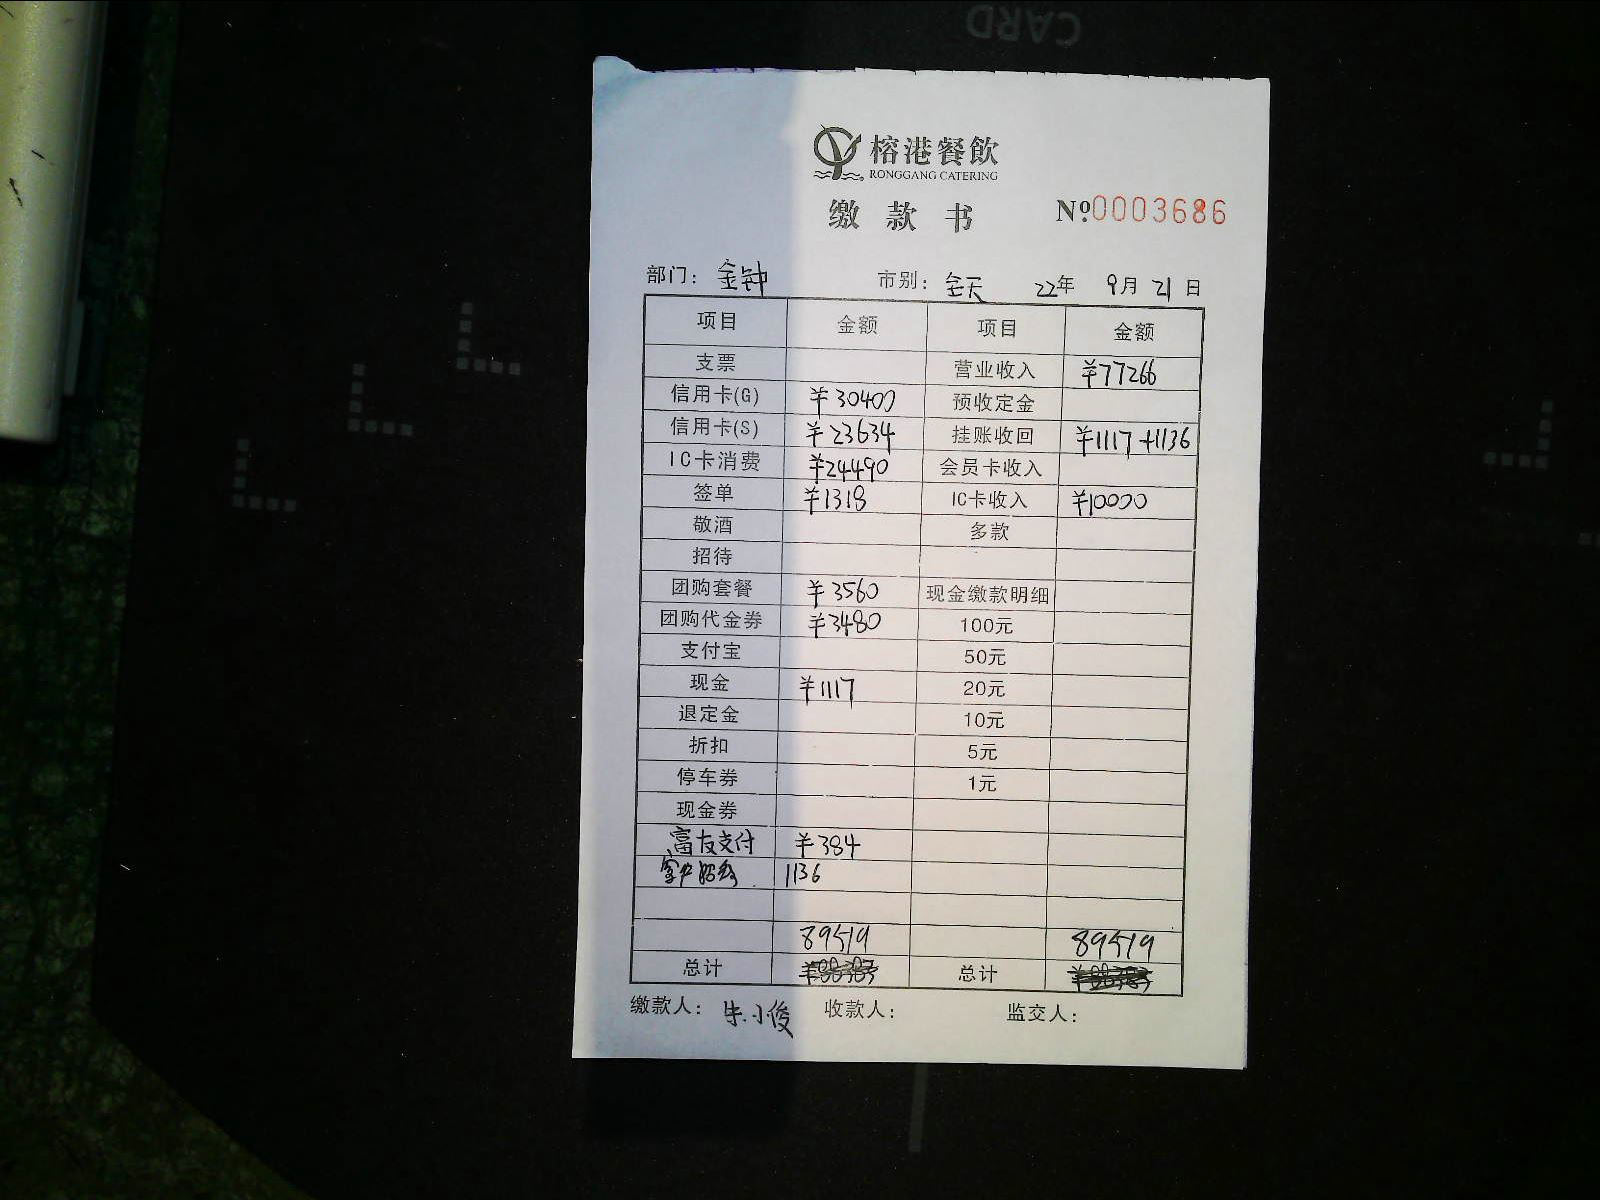 CARD
榕港餐飲
RONGGANG CATERING
缴款书 №0003686
部门: 金钟 市别: 全天 22年 9月 21日
项目 金额 项目 金额
支票 营业收入 ¥77266
信用卡(G) ¥30400 预收定金
信用卡(S) ¥23634 挂账收回 ¥1117+1136
IC卡消费 ¥24490 会员卡收入
签单 ¥1318 IC卡收入 ¥10000
敬酒 多款
招待
团购套餐 ¥3560 现金缴款明细
团购代金券 ¥3480 100元
支付宝 50元
现金 ¥1117 20元
退定金 10元
折扣 5元
停车券 1元
现金券
富友支付 ¥384
1136
89519 89519
总计 ¥88383 总计 ¥88383
缴款人: 朱小俊 收款人: 监交人: